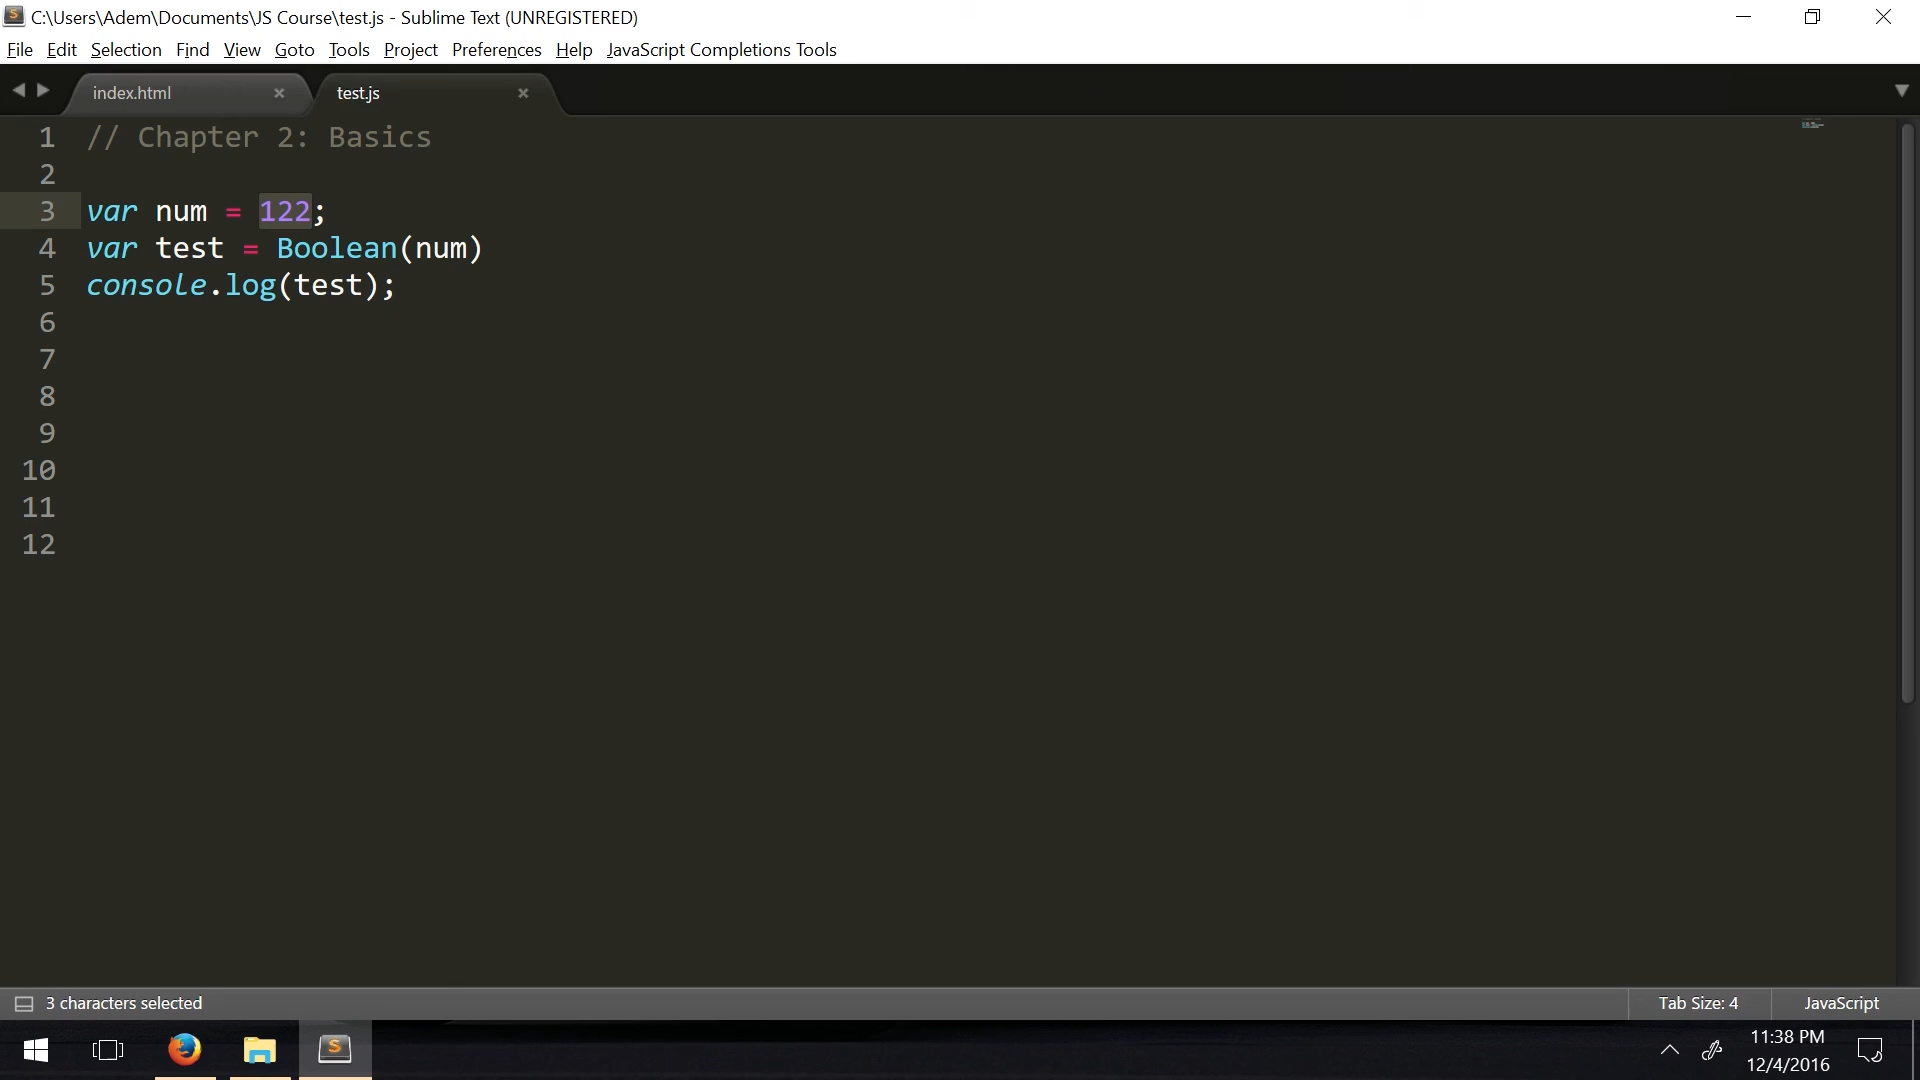 C:\Users\Adem\Documents\JS Course\test.js - Sublime Text (UNREGISTERED)
File Edit Selection Find View Goto Tools Project Preferences Help JavaScript Completions Tools
index.html test.js
1 // Chapter 2: Basics
2
3 var num = 122;
4 var test = Boolean(num)
5 console.log(test);
6
7
8
9
10
11
12
3 characters selected Tab Size: 4 JavaScript
11:38 PM
12/4/2016